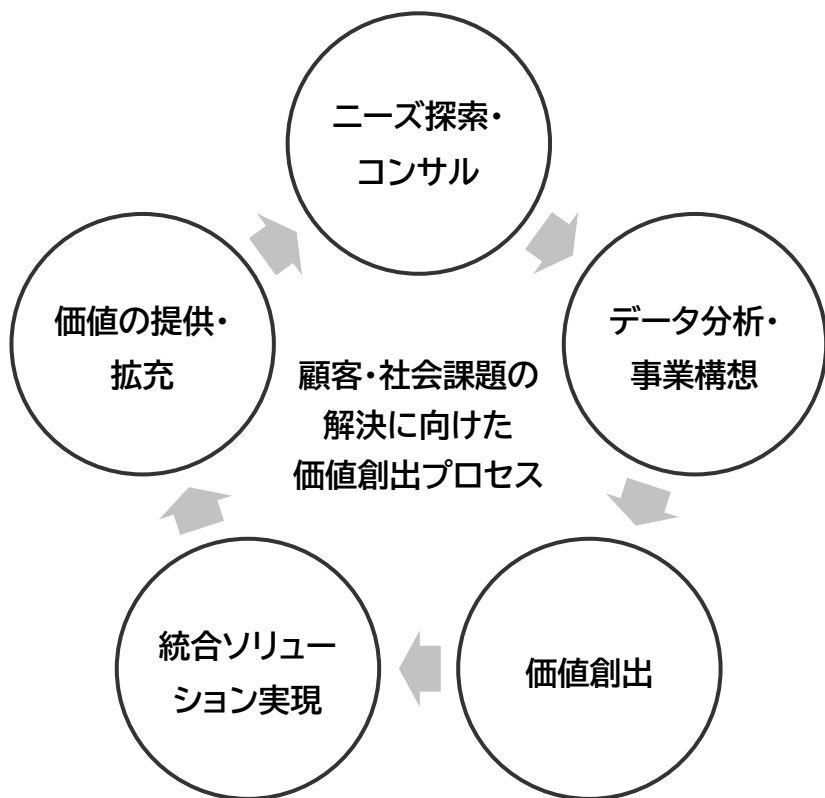 ニーズ探索・
コンサル
データ分析・
事業構想
価値創出
統合ソリュー
ション実現
価値の提供・
拡充
顧客・社会課題の
解決に向けた
価値創出プロセス